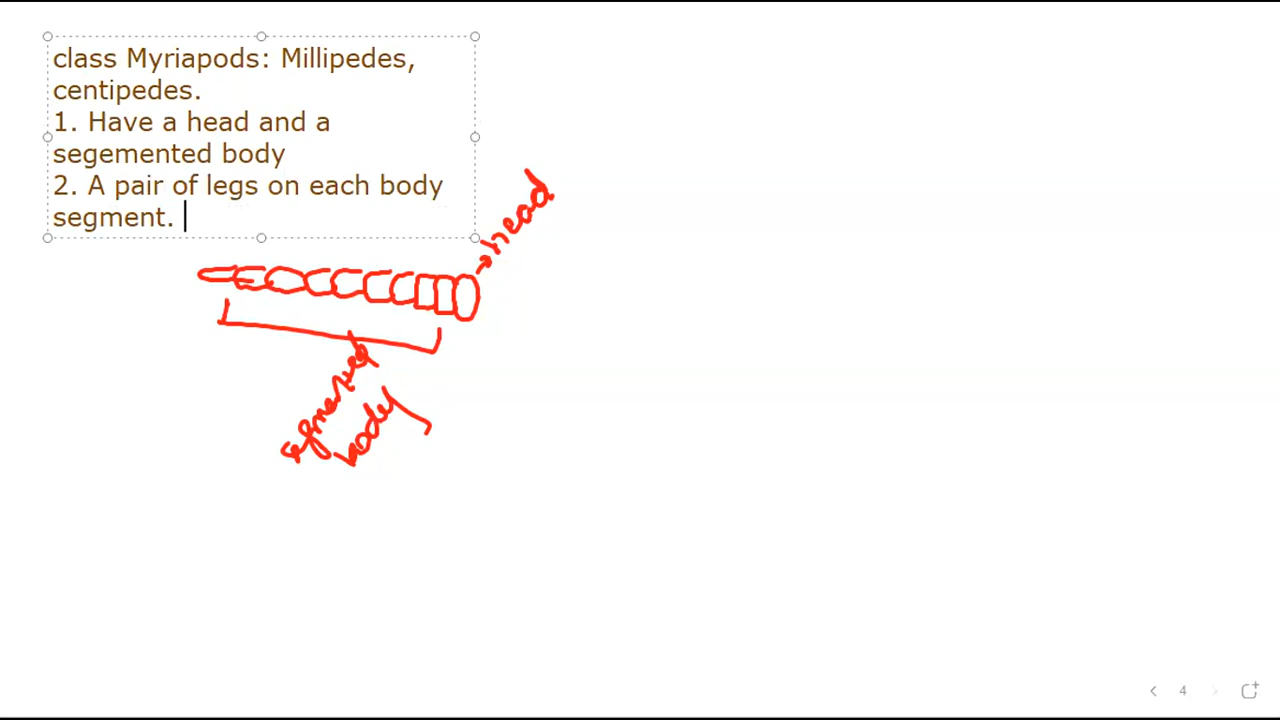 class Myriapods: Millipedes,
centipedes.
1. Have a head and a
segemented body
2. A pair of legs on each body
segment.
head
segmented
body
4